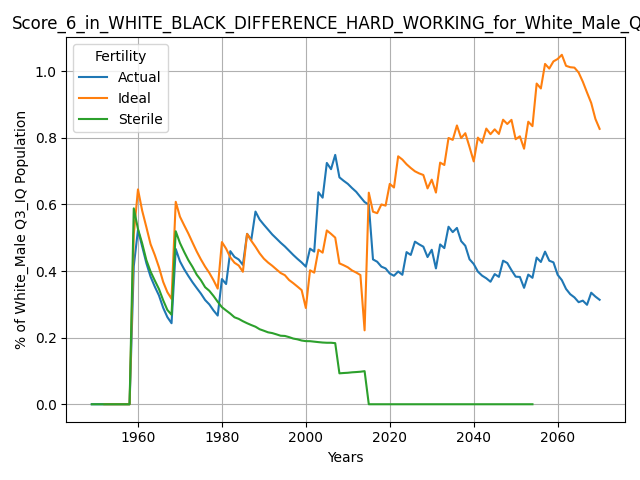 Score_6_in_WHITE_BLACK_DIFFERENCE_HARD_WORKING_for_White_Male_Q
Fertility
Actual
Ideal
Sterile
% of White_Male Q3_IQ Population
1.0
0.8
0.6
0.4
0.2
0.0
1960 1980 2000 2020 2040 2060
Years